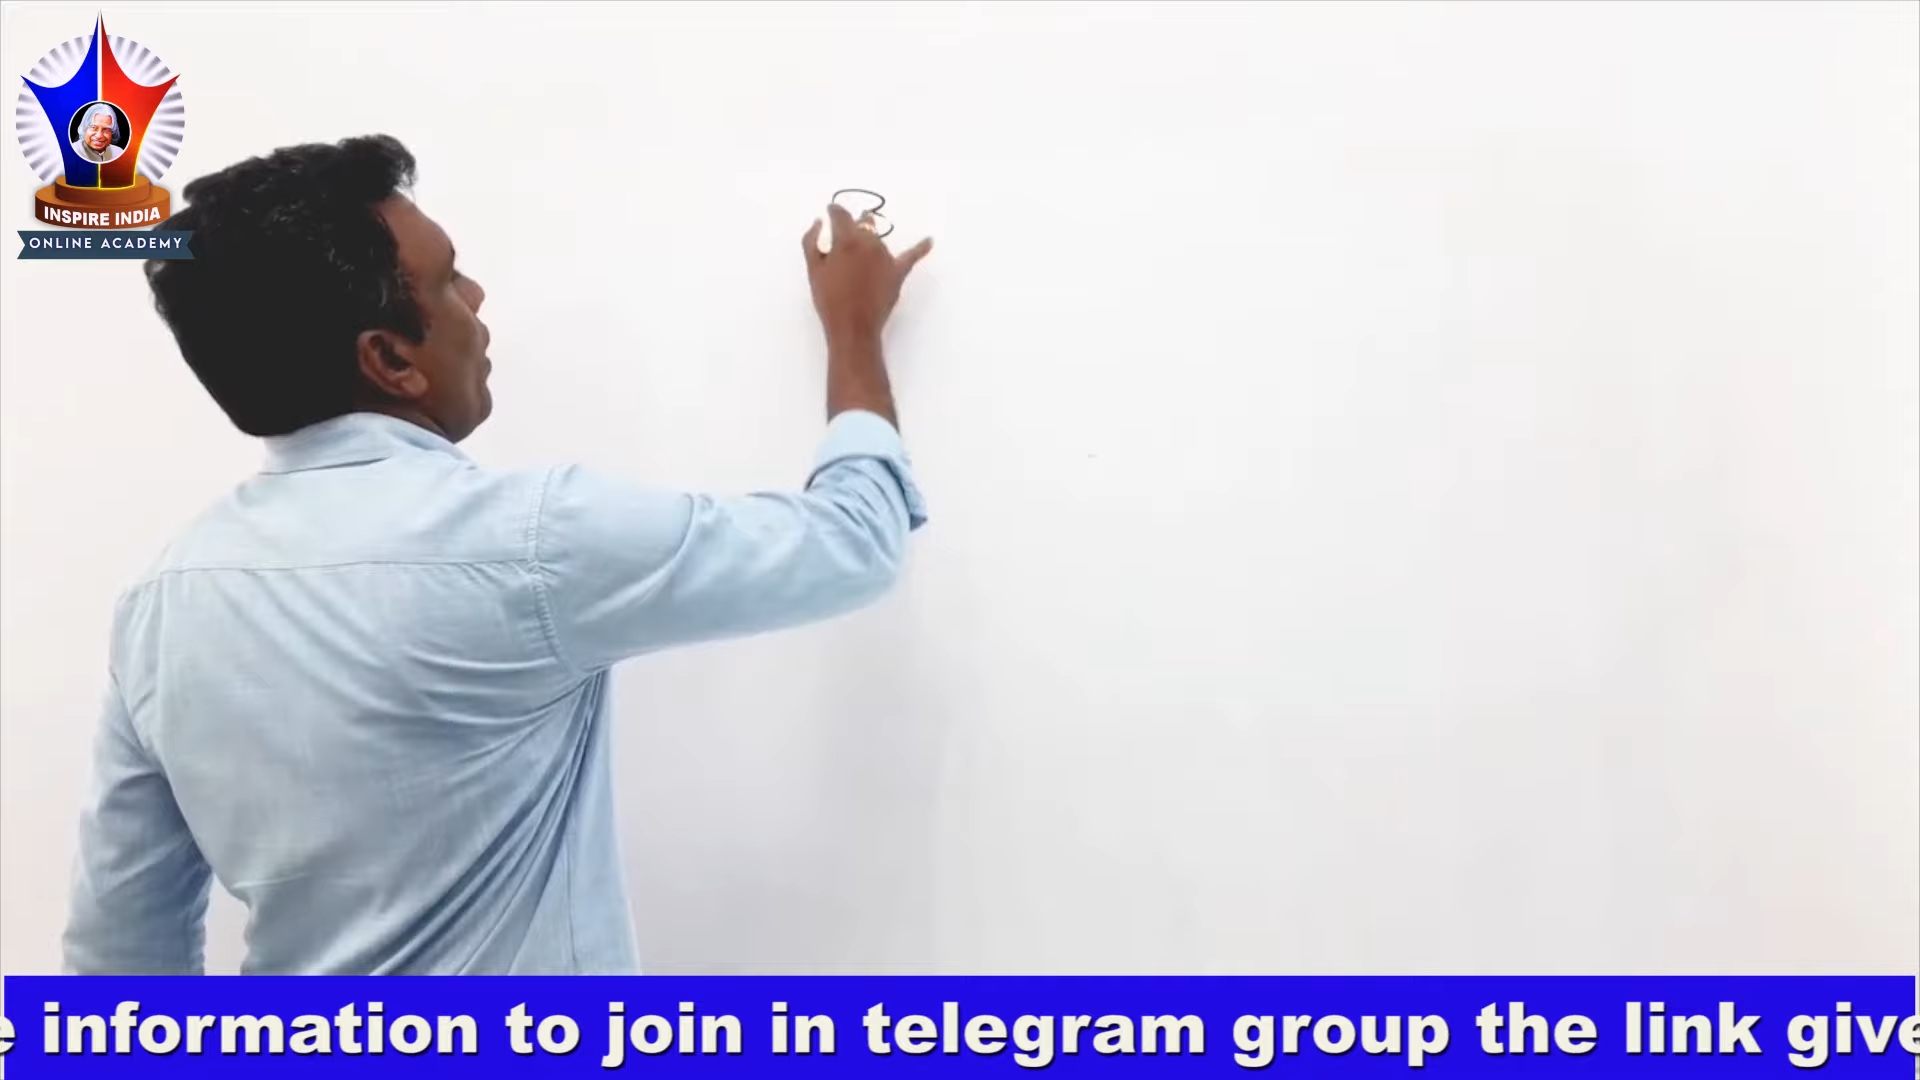 INSPIRE INDIA
ONLINE ACADEMY
information to join in telegram group the link give